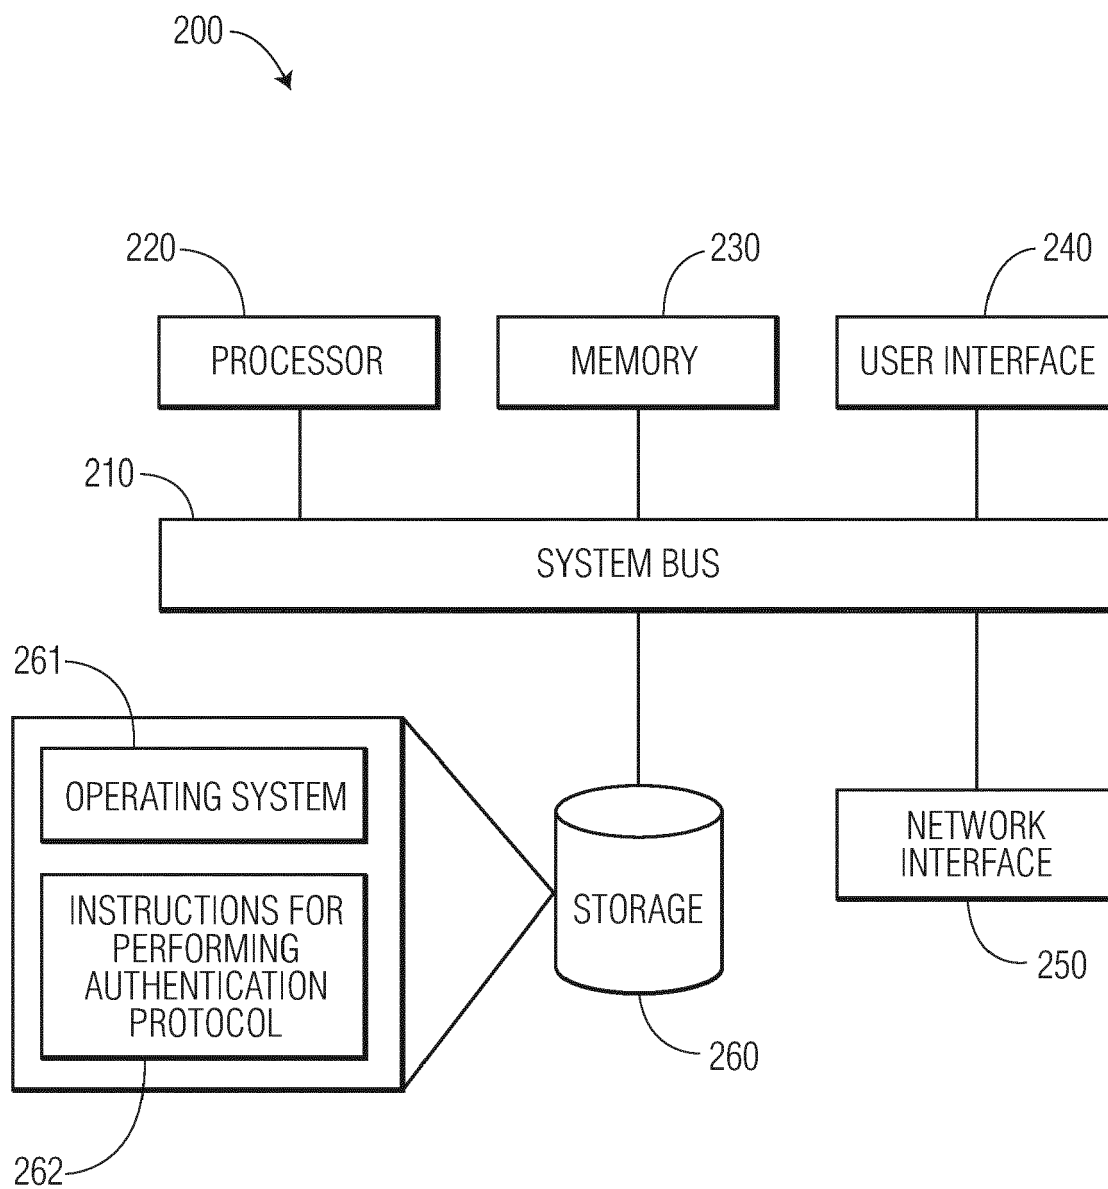 200
220
230
240
PROCESSOR
MEMORY
USER INTERFACE
210
SYSTEM BUS
261
OPERATING SYSTEM
INSTRUCTIONS FOR
PERFORMING
AUTHENTICATION
PROTOCOL
STORAGE
NETWORK
INTERFACE
250
260
262